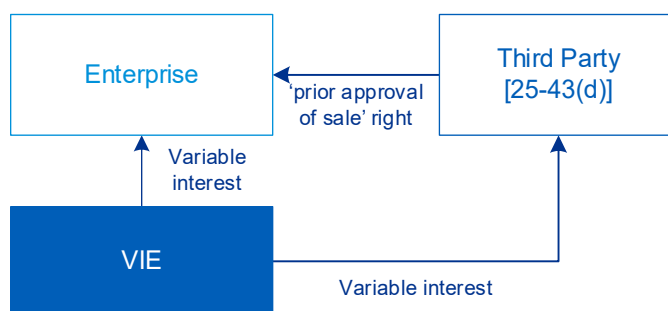 Enterprise
Third Party
[25-43(d)]
‘prior approval
of sale’ right
Variable
interest
VIE
Variable interest